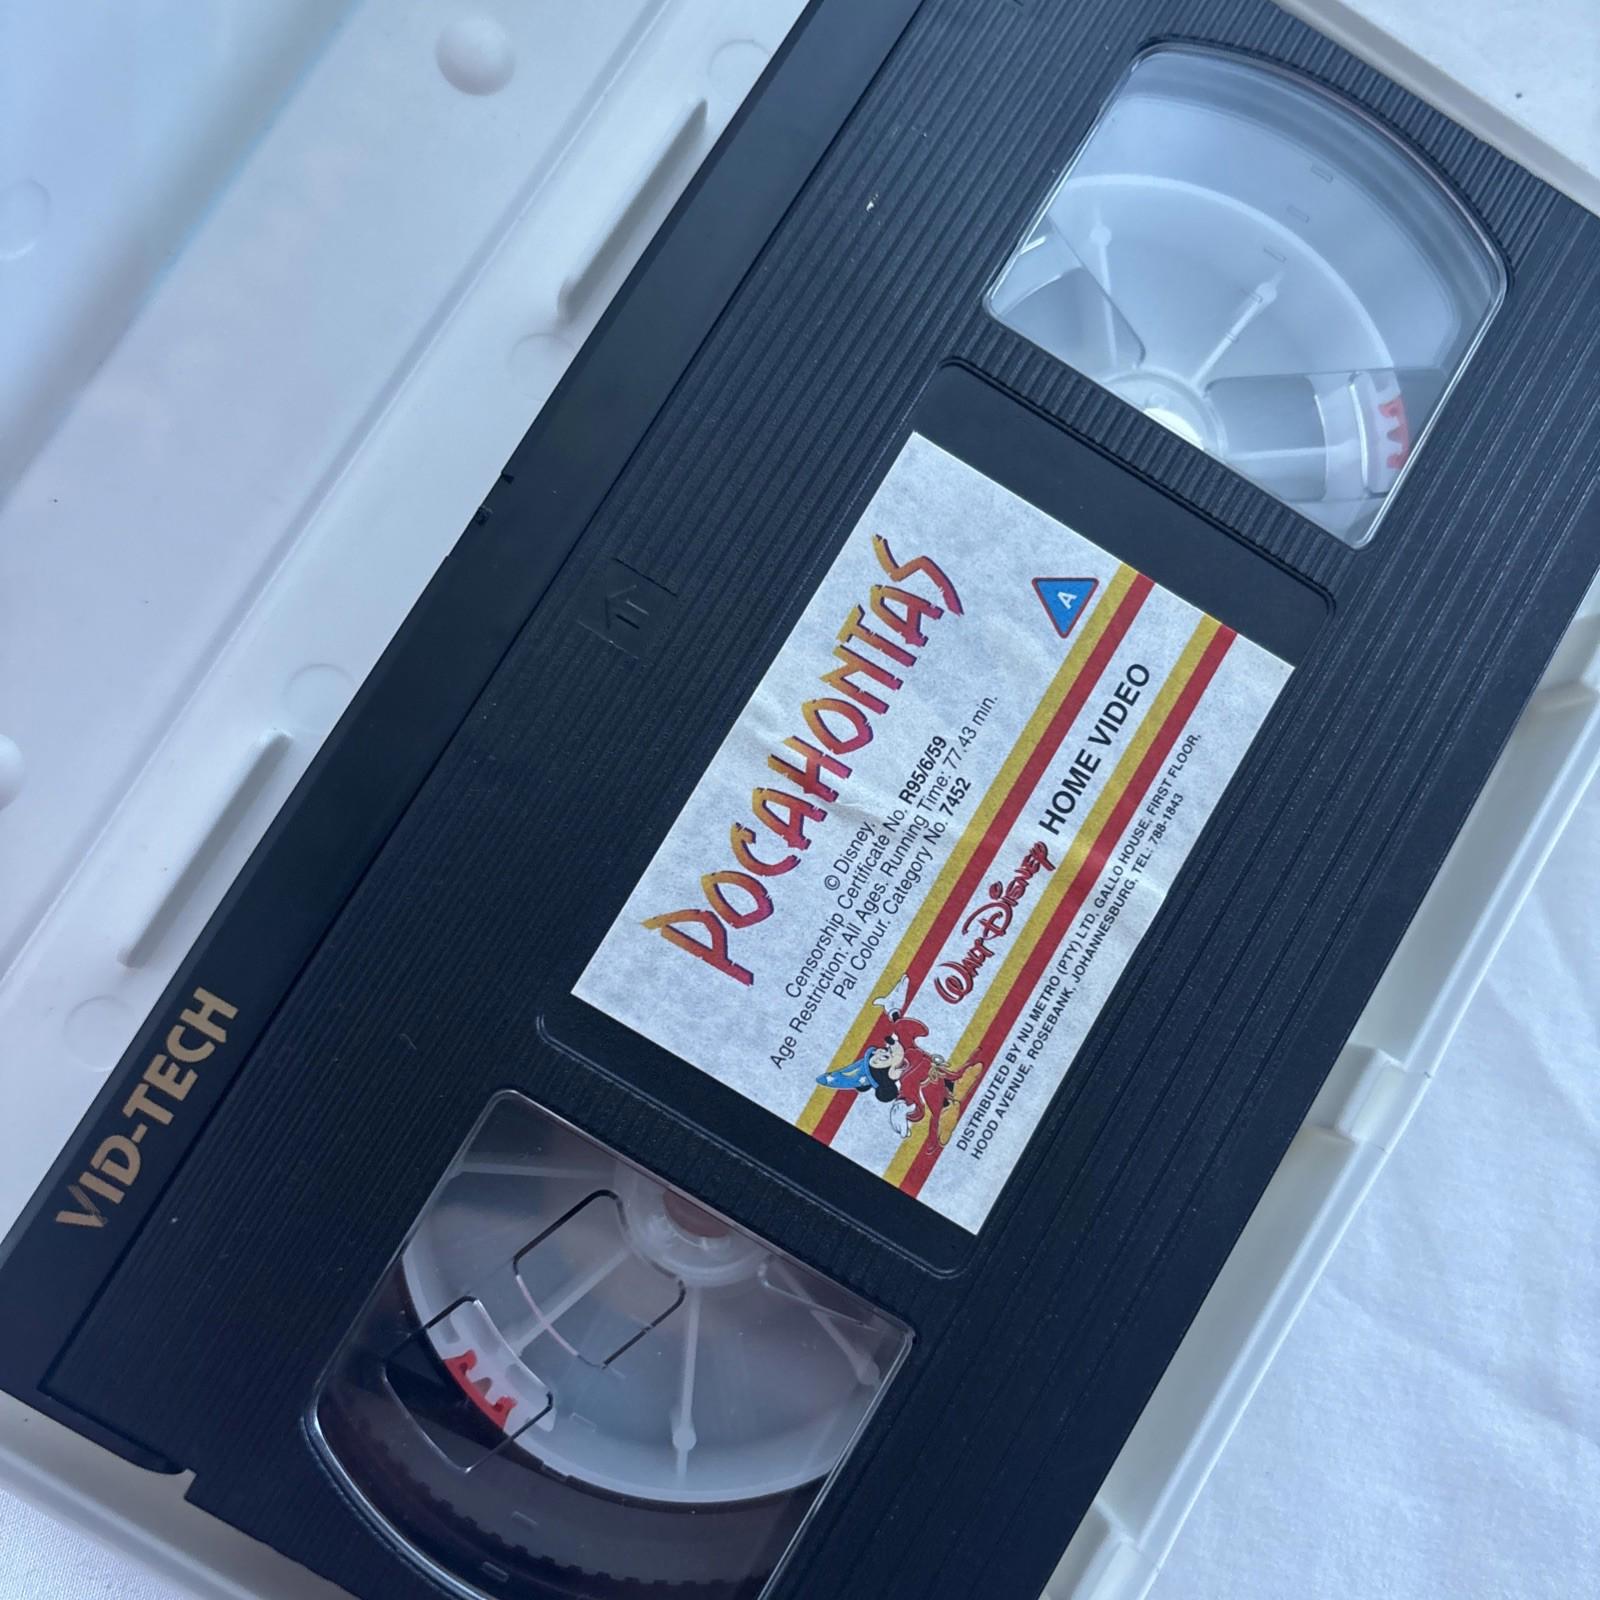 VID-TECH
POCAHONTAS
A
© Disney.
Censorship Certificate No. R95/6/59
Age Restriction: All Ages. Running Time: 77.43 min.
Pal Colour. Category No. 7452
WALT DISNEY HOME VIDEO
DISTRIBUTED BY NU METRO (PTY) LTD, GALLO HOUSE, FIRST FLOOR,
HOOD AVENUE, ROSEBANK, JOHANNESBURG, TEL: 788-1843